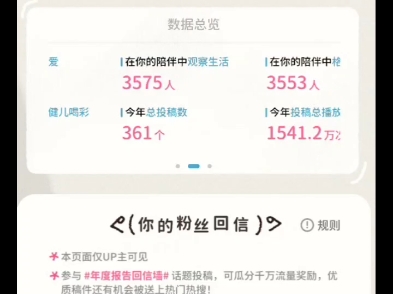 数据总览
爱 在你的陪伴中观察生活 在你的陪伴中格
3575人 3553人
健儿喝彩 今年总投稿数 今年投稿总播放
361个 1541.2万次
你的粉丝回信 规则
本页面仅UP主可见
参与 #年度报告回信墙# 话题投稿，可瓜分千万流量奖励，优
质稿件还有机会被送上热门热搜！